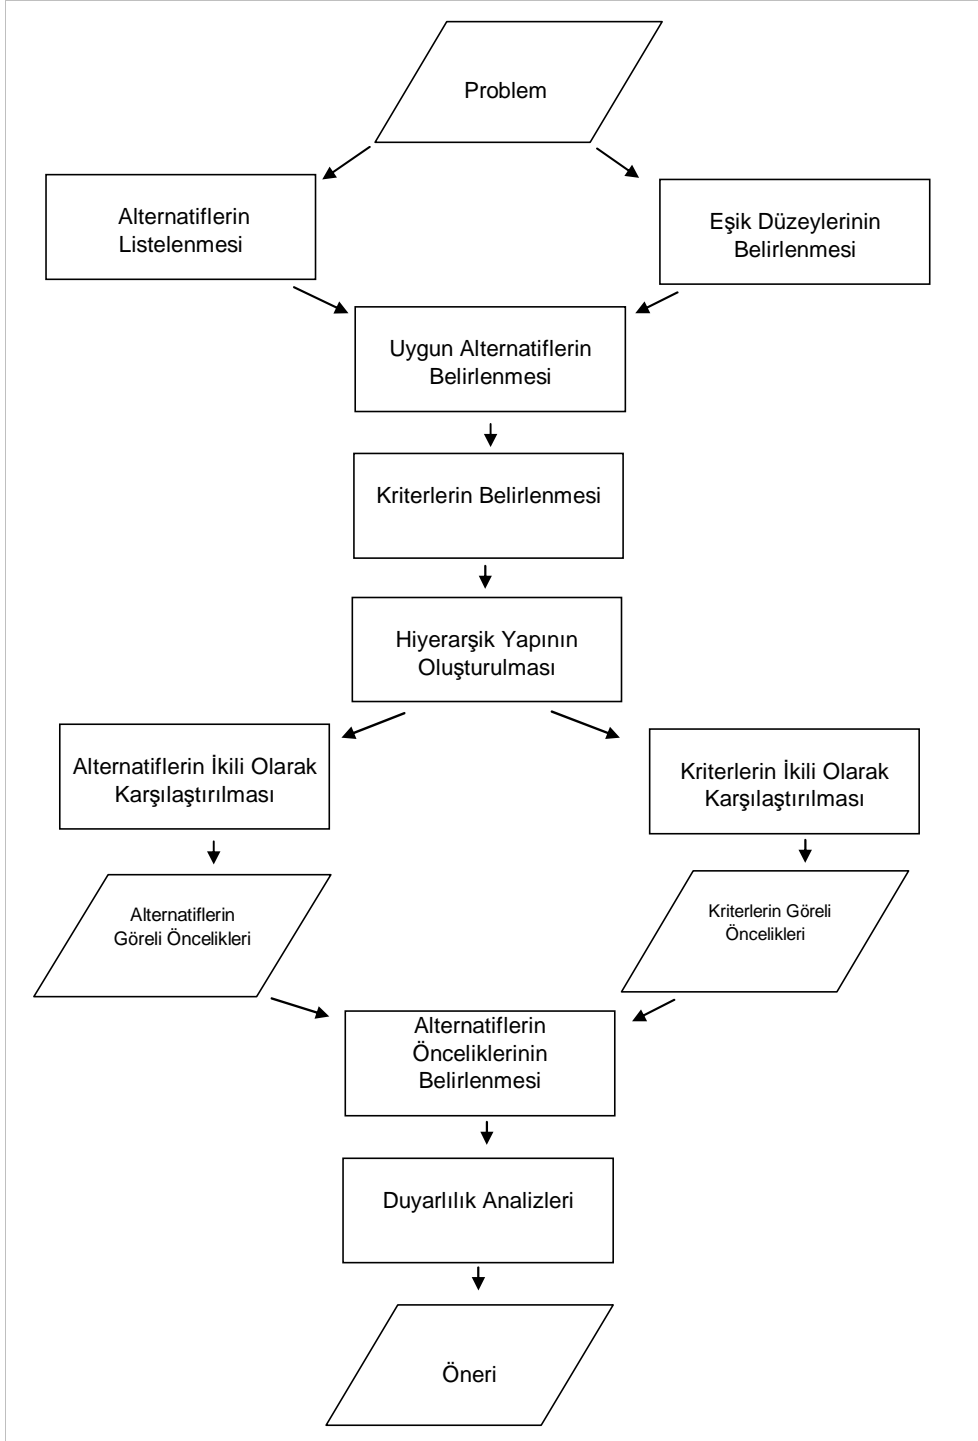 Problem
Alternatiflerin
Listelenmesi
Eşik Düzeylerinin
Belirlenmesi
Uygun Alternatiflerin
Belirlenmesi
Kriterlerin Belirlenmesi
Hiyerarşik Yapının
Oluşturulması
Alternatiflerin İkili Olarak
Karşılaştırılması
Kriterlerin İkili Olarak
Karşılaştırılması
Alternatiflerin
Göreli Öncelikleri
Kriterlerin Göreli
Öncelikleri
Alternatiflerin
Önceliklerinin
Belirlenmesi
Duyarlılık Analizleri
Öneri